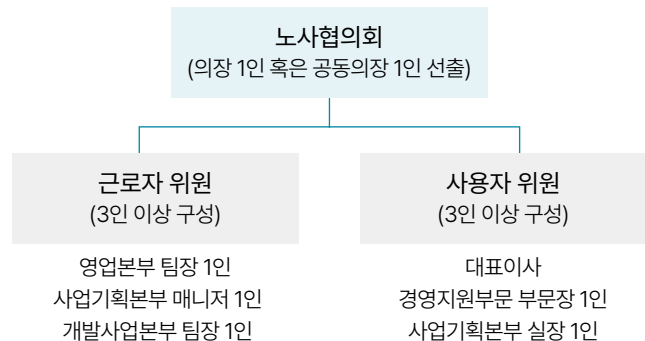 노사협의회
(의장 1인 혹은 공동의장 1인 선출)
근로자 위원
(3인 이상 구성)
영업본부 팀장 1인
사업기획본부 매니저 1인
개발사업본부 팀장 1인
사용자 위원
(3인 이상 구성)
대표이사
경영지원부문 부문장 1인
사업기획본부 실장 1인